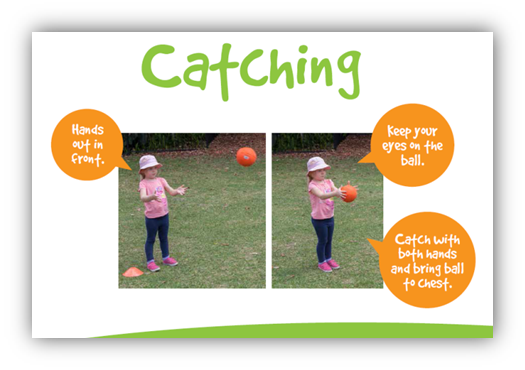 Catching
Hands
out in
front.
Keep your
eyes on the
ball.
Catch with
both hands
and bring ball
to chest.